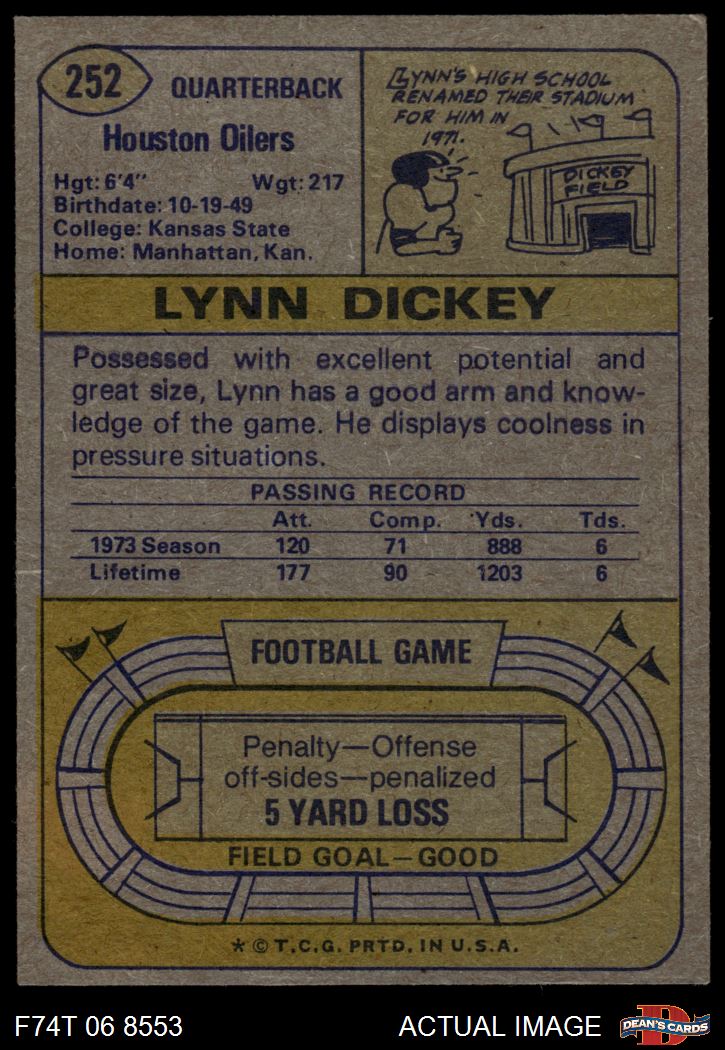 252
QUARTERBACK
Houston Oilers
Hgt: 6'4" Wgt: 217
Birthdate: 10-19-49
College: Kansas State
Home: Manhattan, Kan.
LYNN'S HIGH SCHOOL
RENAMED THEIR STADIUM
FOR HIM IN
1971.
DICKEY
FIELD
LYNN DICKEY
Possessed with excellent potential and
great size, Lynn has a good arm and know-
ledge of the game. He displays coolness in
pressure situations.
PASSING RECORD
Att. Comp. Yds. Tds.
1973 Season 120 71 888 6
Lifetime 177 90 1203 6
FOOTBALL GAME
Penalty—Offense
off-sides—penalized
5 YARD LOSS
FIELD GOAL—GOOD
* © T.C.G. PRTD. IN U.S.A.
F74T 06 8553 ACTUAL IMAGE
D
DEAN'S CARDS